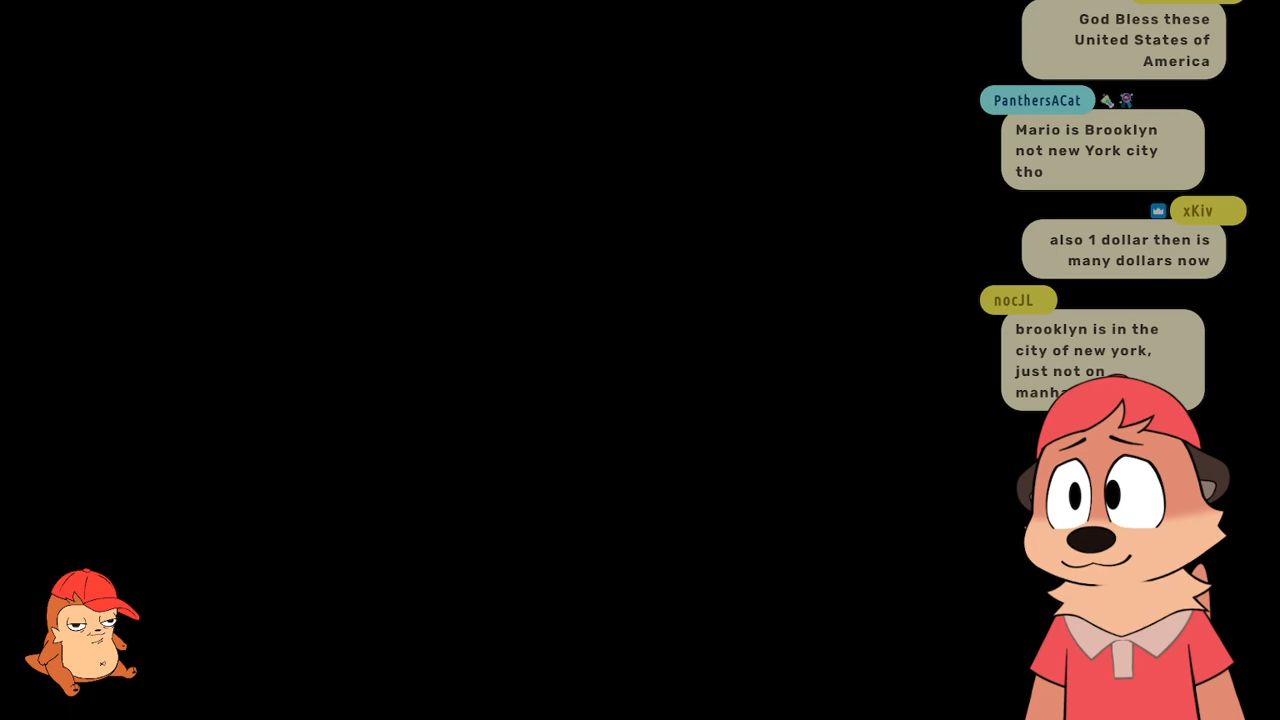 God Bless these
United States of
America
PanthersACat
Mario is Brooklyn
not new York city
tho
xKiv
also 1 dollar then is
many dollars now
nocJL
brooklyn is in the
city of new york,
just not on